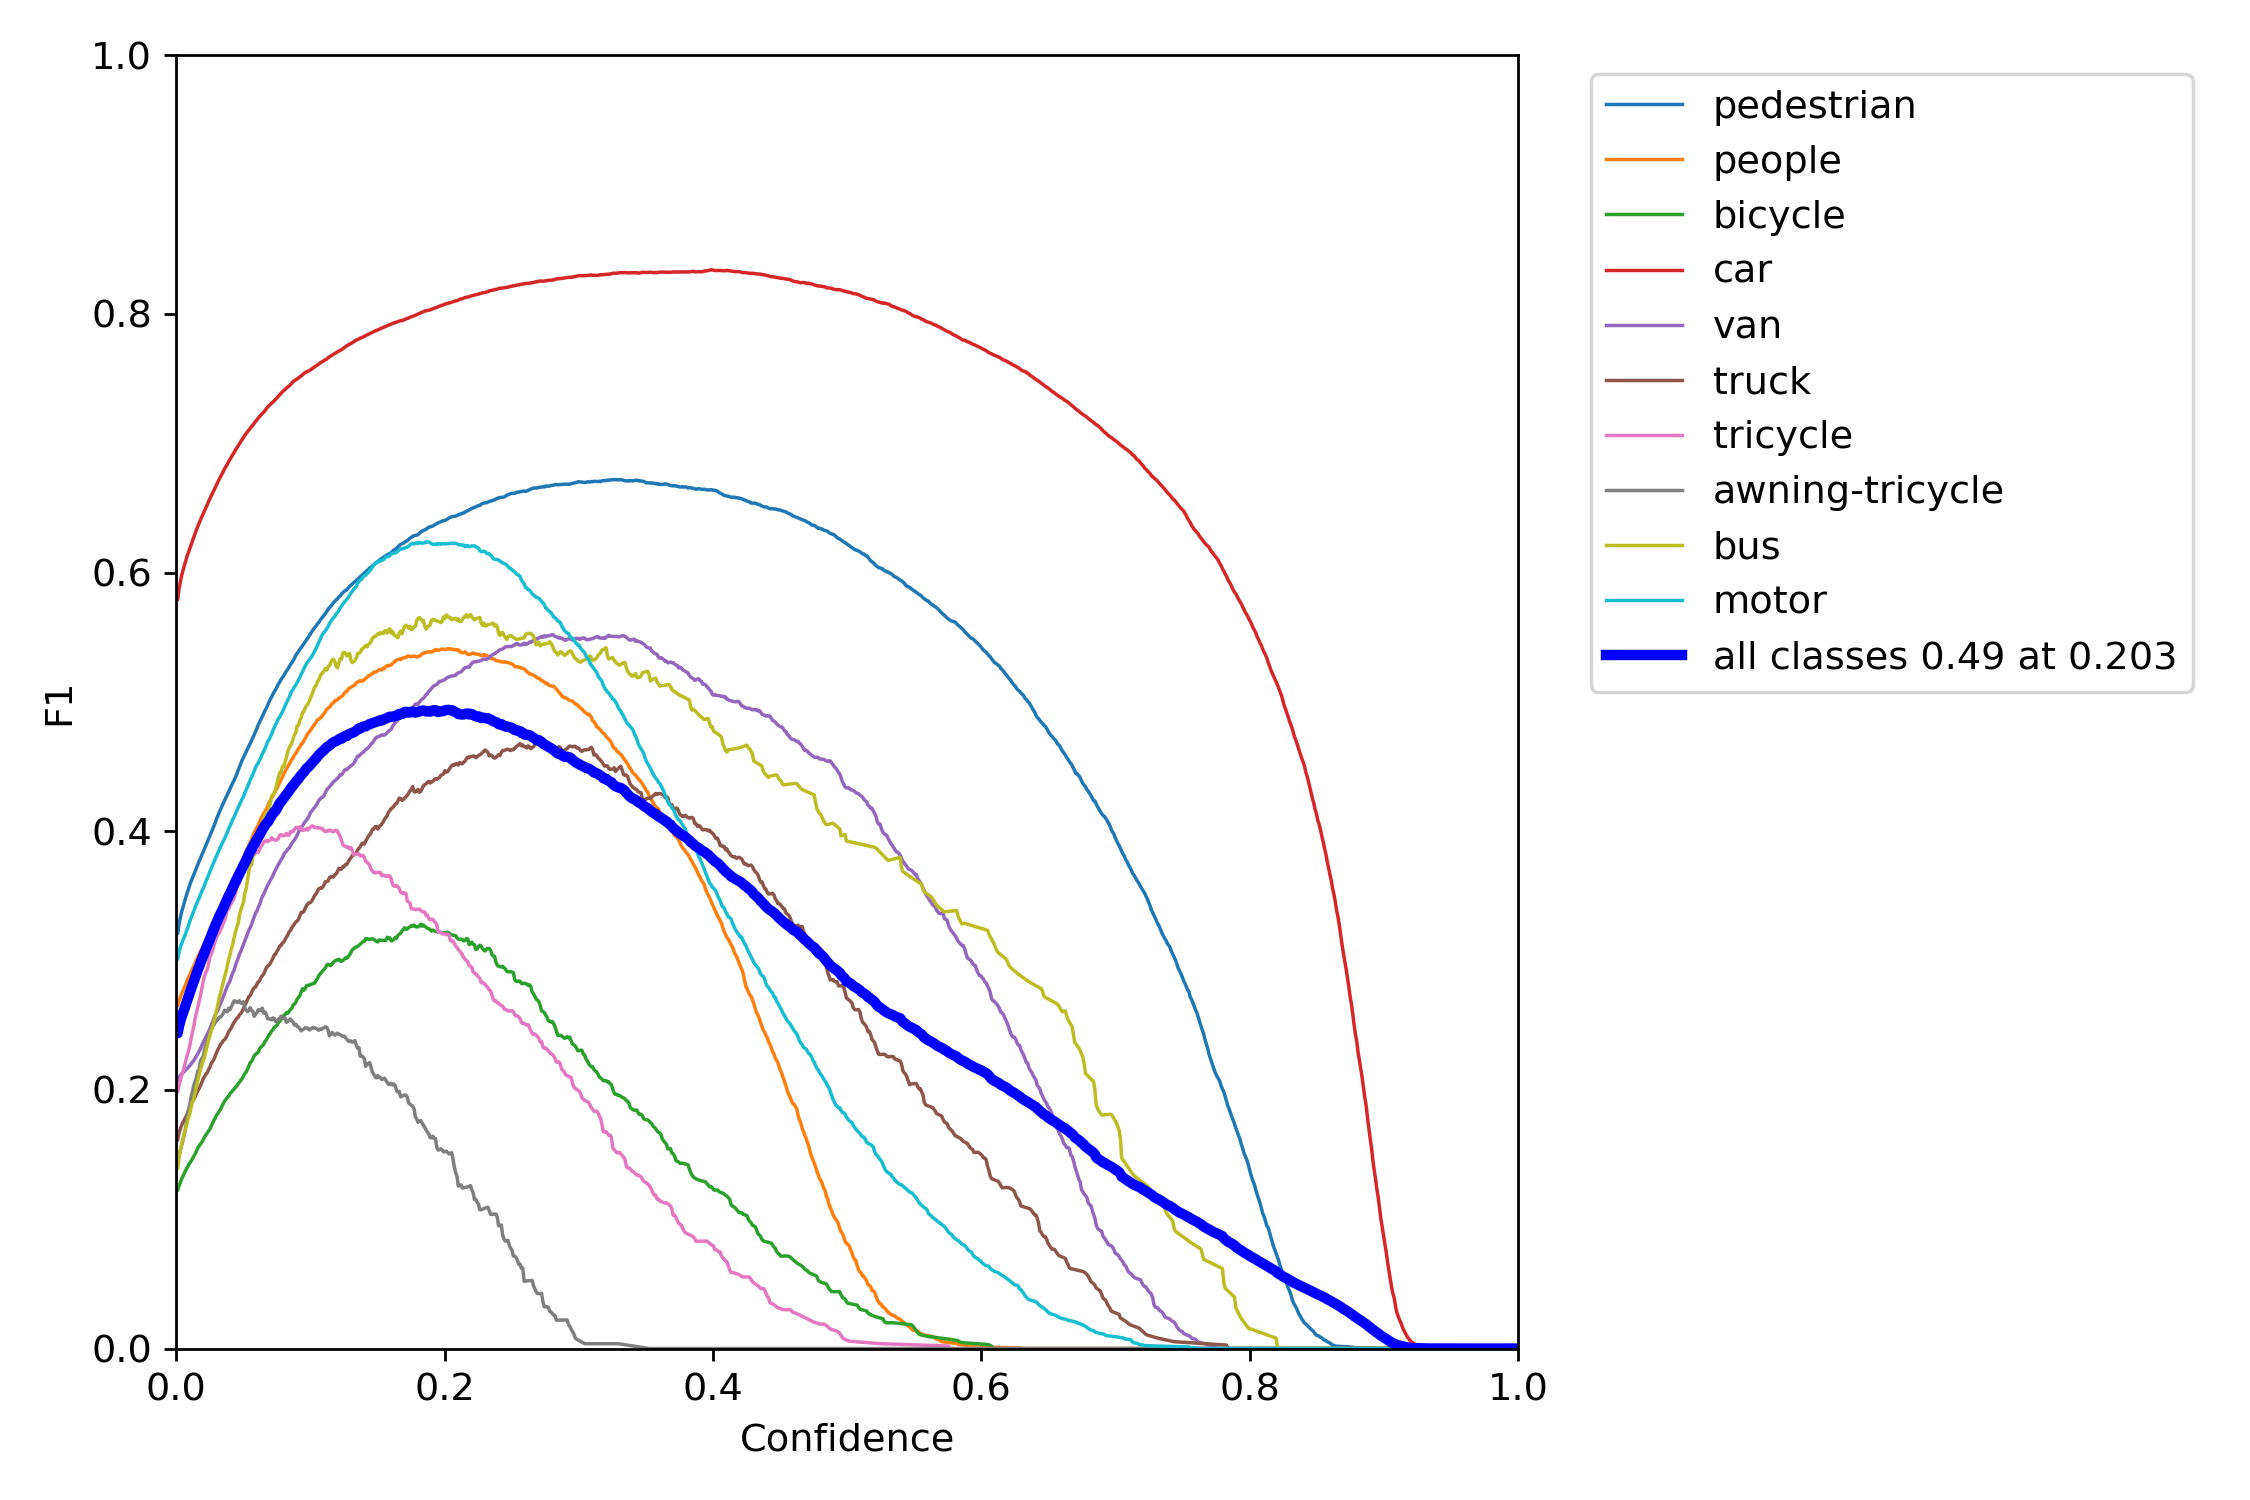 1.0
0.8
0.6
0.4
0.2
0.0
F1
0.0 0.2 0.4 0.6 0.8 1.0
Confidence
pedestrian
people
bicycle
car
van
truck
tricycle
awning-tricycle
bus
motor
all classes 0.49 at 0.203